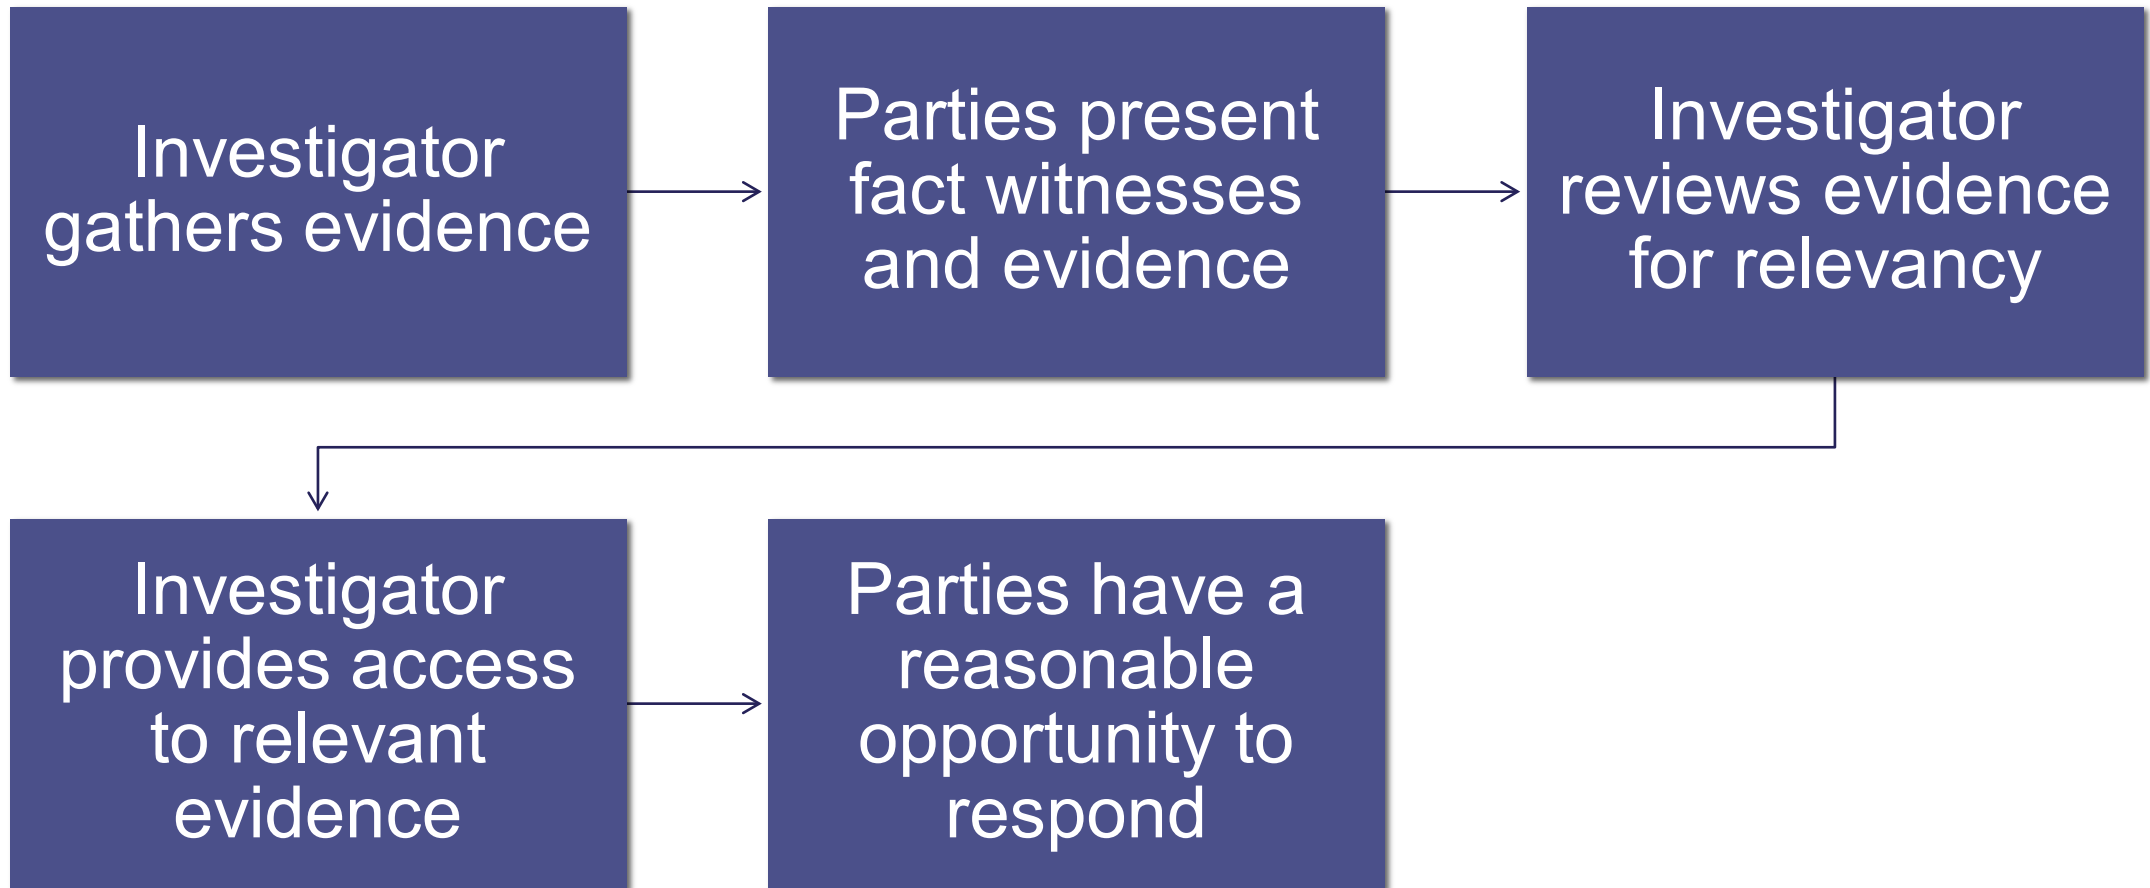 Investigator
gathers evidence
Parties present
fact witnesses
and evidence
Investigator
reviews evidence
for relevancy
Investigator
provides access
to relevant
evidence
Parties have a
reasonable
opportunity to
respond